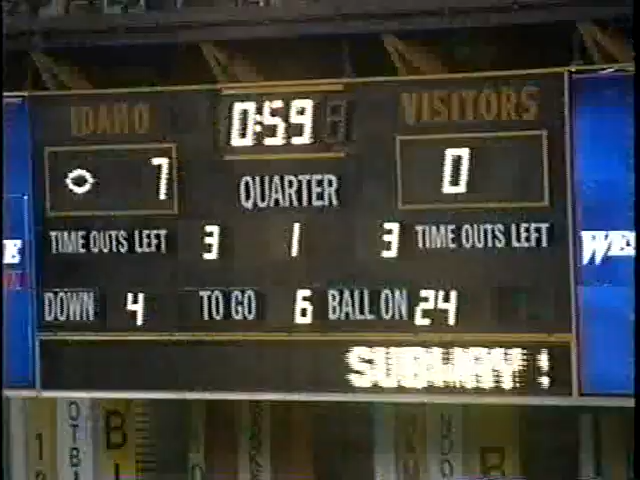 IDAHO 0:59 VISITORS
7 QUARTER 0
TIME OUTS LEFT 3 1 3 TIME OUTS LEFT
DOWN 4 TO GO 6 BALL ON 24
SUBWAY!